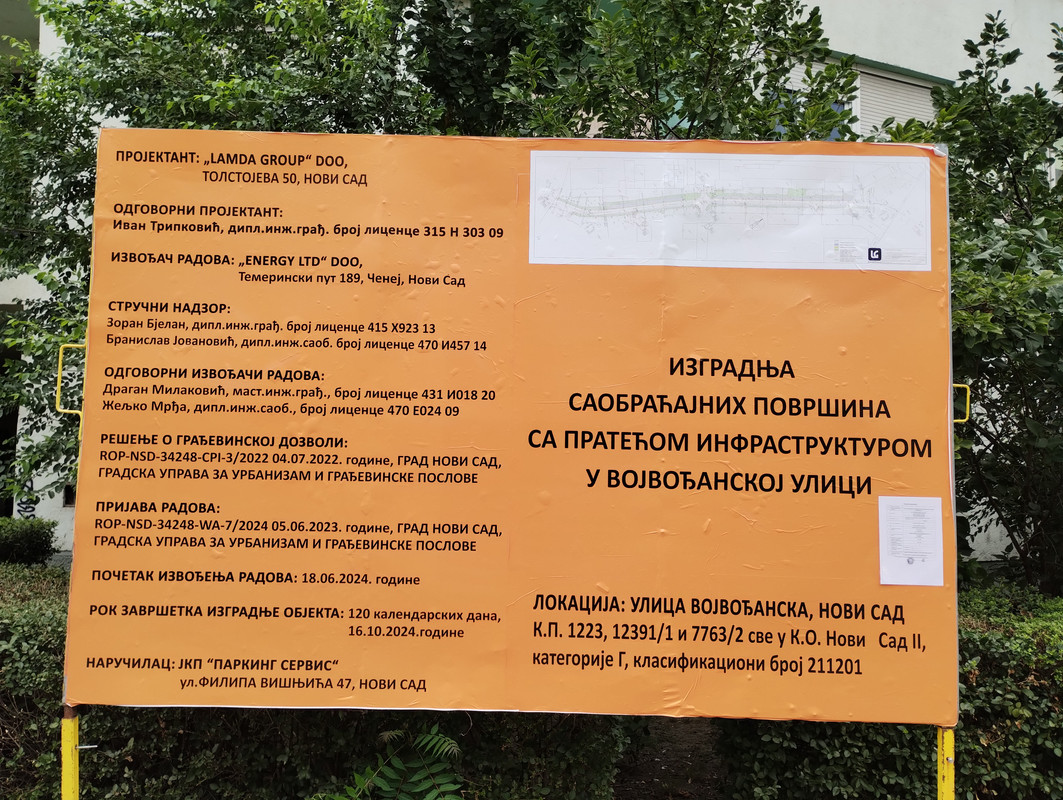 ПРОЈЕКТАНТ: „LAMDA GROUP“ DOO,
ТОЛСТОЈЕВА 50, НОВИ САД
ОДГОВОРНИ ПРОЈЕКТАНТ:
Иван Трипковић, дипл.инж.грађ. број лиценце 315 Н 303 09
ИЗВОЂАЧ РАДОВА: „ENERGY LTD“ DOO,
Темерински пут 189, Ченеј, Нови Сад
СТРУЧНИ НАДЗОР:
Зоран Бјелан, дипл.инж.грађ. број лиценце 415 Х923 13
Бранислав Јовановић, дипл.инж.саоб. број лиценце 470 И457 14
ОДГОВОРНИ ИЗВОЂАЧИ РАДОВА:
Драган Милаковић, маст.инж.грађ., број лиценце 431 И018 20
Жељко Мрђа, дипл.инж.саоб., број лиценце 470 Е024 09
РЕШЕЊЕ О ГРАЂЕВИНСКОЈ ДОЗВОЛИ:
ROP-NSD-34248-CPI-3/2022 04.07.2022. године, ГРАД НОВИ САД,
ГРАДСКА УПРАВА ЗА УРБАНИЗАМ И ГРАЂЕВИНСКЕ ПОСЛОВЕ
ПРИЈАВА РАДОВА:
ROP-NSD-34248-WA-7/2024 05.06.2023. године, ГРАД НОВИ САД,
ГРАДСКА УПРАВА ЗА УРБАНИЗАМ И ГРАЂЕВИНСКЕ ПОСЛОВЕ
ПОЧЕТАК ИЗВОЂЕЊА РАДОВА: 18.06.2024. године
РОК ЗАВРШЕТКА ИЗГРАДЊЕ ОБЈЕКТА: 120 календарских дана,
16.10.2024.године
НАРУЧИЛАЦ: ЈКП “ПАРКИНГ СЕРВИС“
ул.ФИЛИПА ВИШЊИЋА 47, НОВИ САД
ИЗГРАДЊА
САОБРАЋАЈНИХ ПОВРШИНА
СА ПРАТЕЋОМ ИНФРАСТРУКТУРОМ
У ВОЈВОЂАНСКОЈ УЛИЦИ
ЛОКАЦИЈА: УЛИЦА ВОЈВОЂАНСКА, НОВИ САД
К.П. 1223, 12391/1 и 7763/2 све у К.О. Нови Сад II,
категорије Г, класификациони број 211201